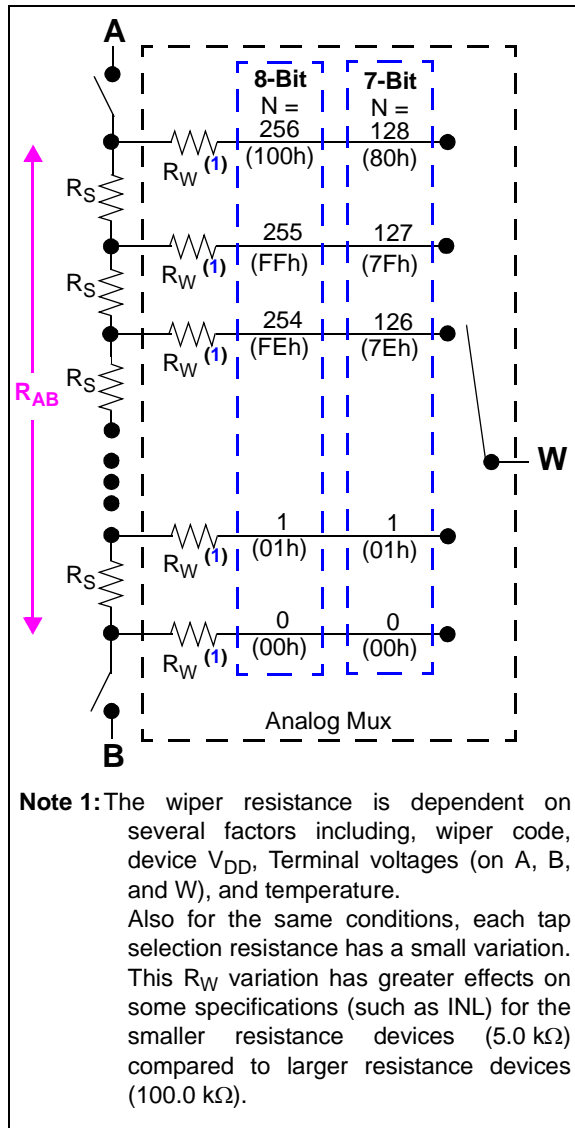 A
8-Bit 7-Bit
N = N =
256 128
(100h) (80h)
RW (1)
RS
255 127
(FFh) (7Fh)
RW (1)
RS
254 126
(FEh) (7Eh)
RW (1)
RS
RAB
W
1 1
(01h) (01h)
RW (1)
RS
0 0
(00h) (00h)
RW (1)
Analog Mux
B
Note 1: The wiper resistance is dependent on
several factors including, wiper code,
device VDD, Terminal voltages (on A, B,
and W), and temperature.
Also for the same conditions, each tap
selection resistance has a small variation.
This RW variation has greater effects on
some specifications (such as INL) for the
smaller resistance devices (5.0 kΩ)
compared to larger resistance devices
(100.0 kΩ).